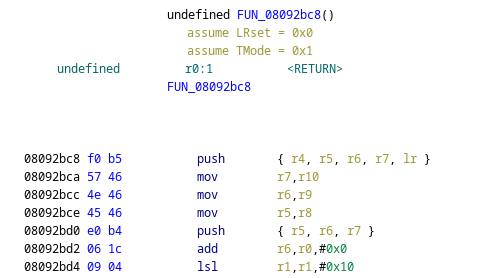 undefined FUN_08092bc8()
assume LRset = 0x0
assume TMode = 0x1
undefined r0:1 <RETURN>
FUN_08092bc8
08092bc8 f0 b5 push { r4, r5, r6, r7, lr }
08092bca 57 46 mov r7,r10
08092bcc 4e 46 mov r6,r9
08092bce 45 46 mov r5,r8
08092bd0 e0 b4 push { r5, r6, r7 }
08092bd2 06 1c add r6,r0,#0x0
08092bd4 09 04 lsl r1,r1,#0x10